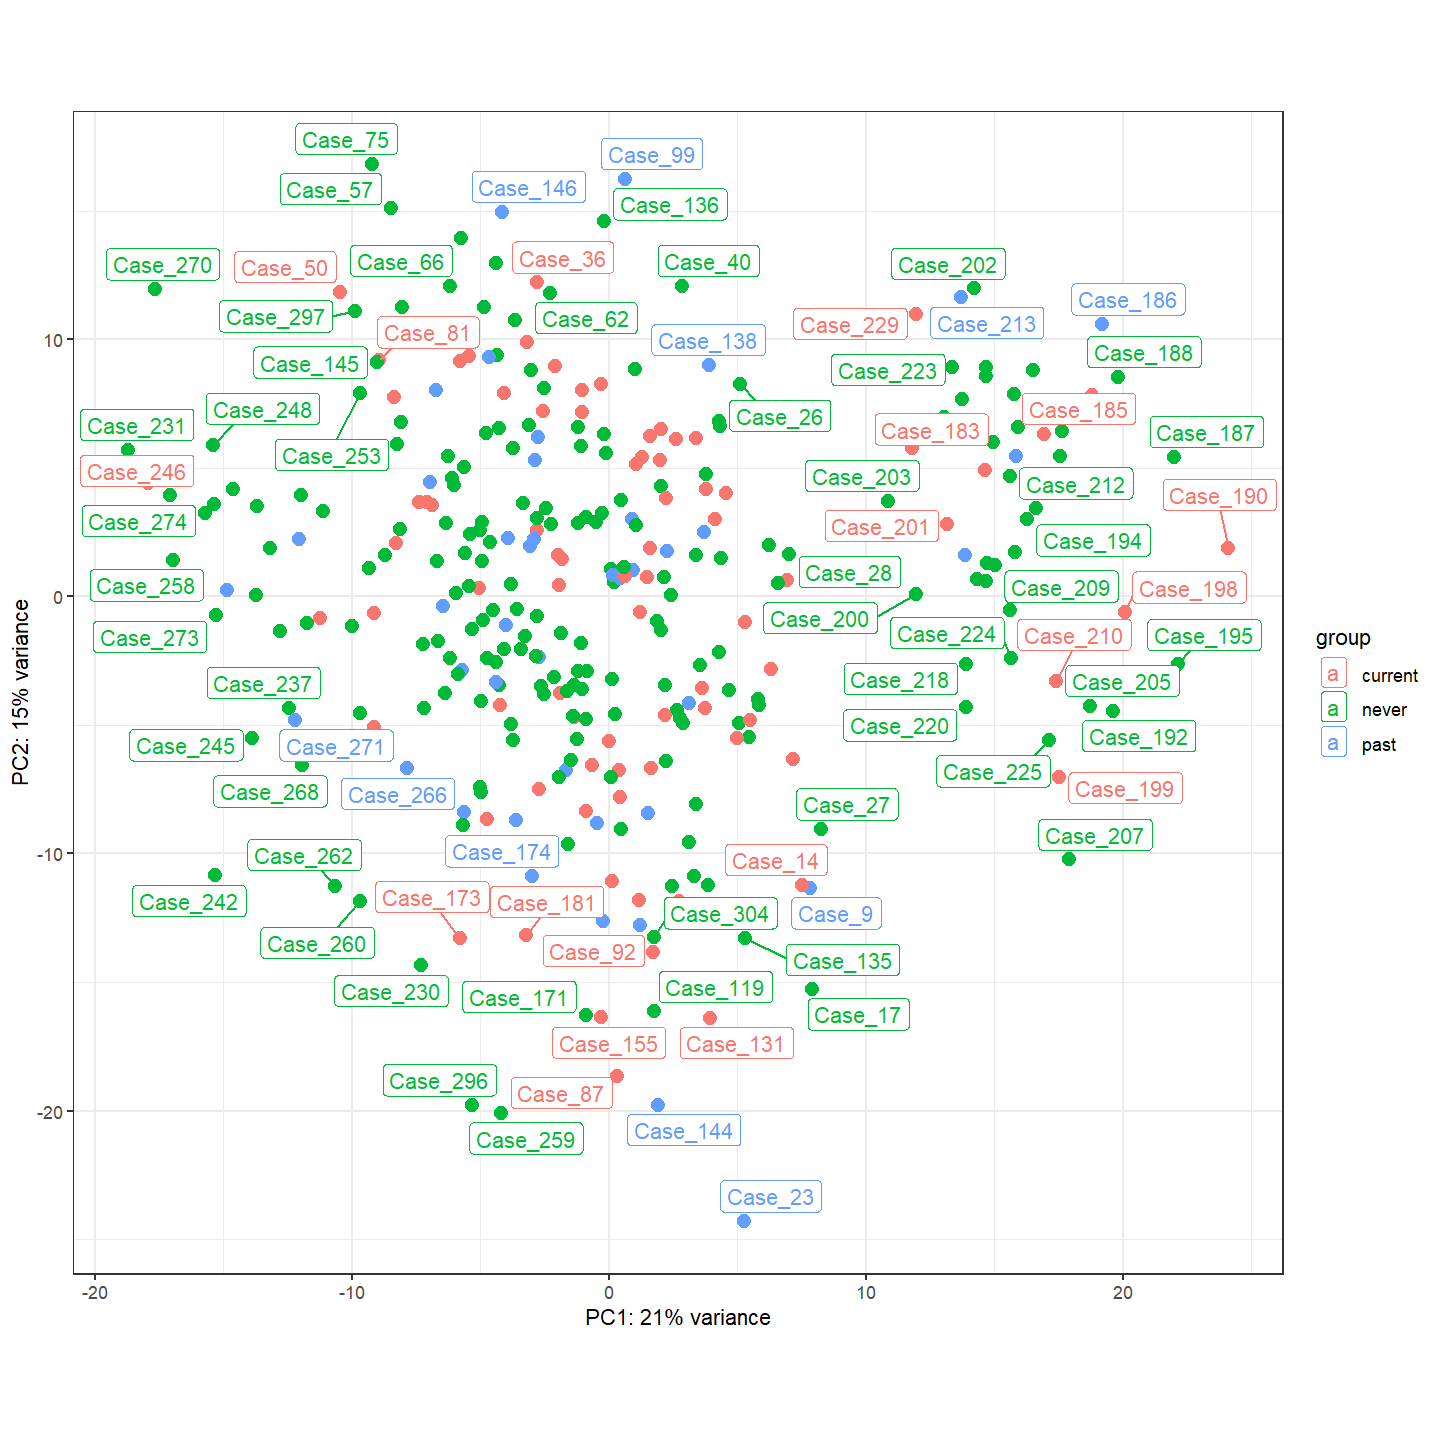 Case_75
Case_99
Case_57
Case_146
Case_136
Case_270
Case_50
Case_66
Case_36
Case_40
Case_202
Case_297
Case_81
Case_62
Case_229
Case_213
Case_186
Case_145
Case_138
Case_223
Case_188
Case_231
Case_248
Case_253
Case_26
Case_183
Case_185
Case_187
Case_246
Case_203
Case_212
Case_190
Case_274
Case_201
Case_194
Case_258
Case_28
Case_209
Case_198
Case_273
Case_200
Case_224
Case_210
Case_195
Case_237
Case_218
Case_205
Case_245
Case_271
Case_220
Case_192
Case_268
Case_266
Case_225
Case_199
Case_27
Case_207
Case_262
Case_174
Case_14
Case_242
Case_173
Case_181
Case_304
Case_9
Case_260
Case_92
Case_135
Case_230
Case_171
Case_119
Case_17
Case_155
Case_131
Case_296
Case_87
Case_259
Case_144
Case_23
10
0
-10
-20
PC2: 15% variance
-20
-10
0
10
20
PC1: 21% variance
group
a current
a never
a past